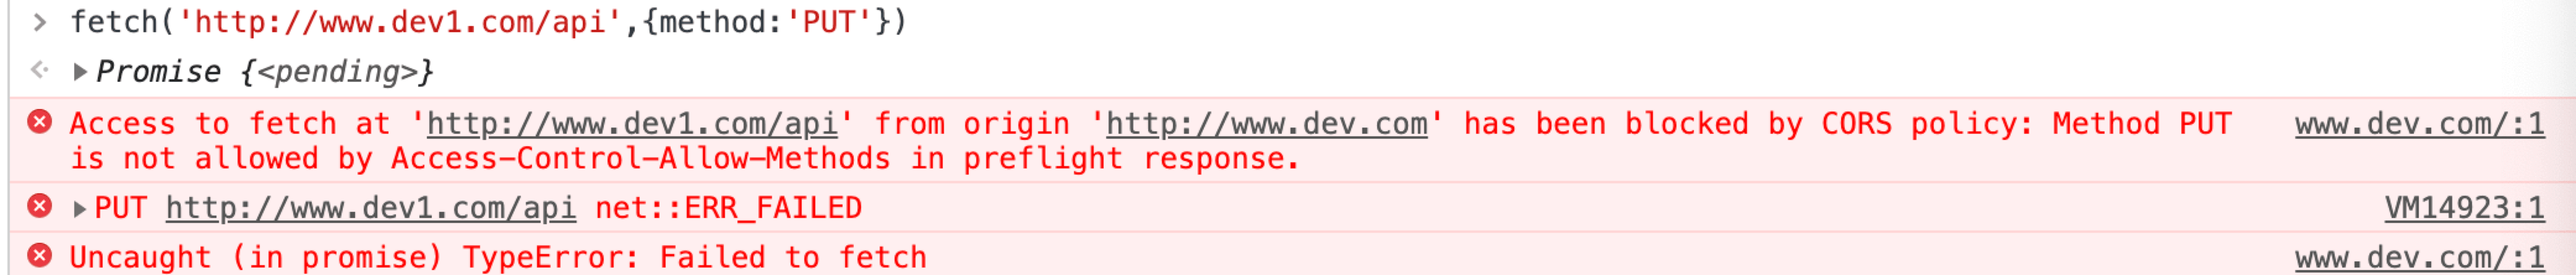 > fetch('http://www.dev1.com/api',{method:'PUT'})
Promise {<pending>}
Access to fetch at 'http://www.dev1.com/api' from origin 'http://www.dev.com' has been blocked by CORS policy: Method PUT www.dev.com/:1
is not allowed by Access-Control-Allow-Methods in preflight response.
PUT http://www.dev1.com/api net::ERR_FAILED VM14923:1
Uncaught (in promise) TypeError: Failed to fetch www.dev.com/:1